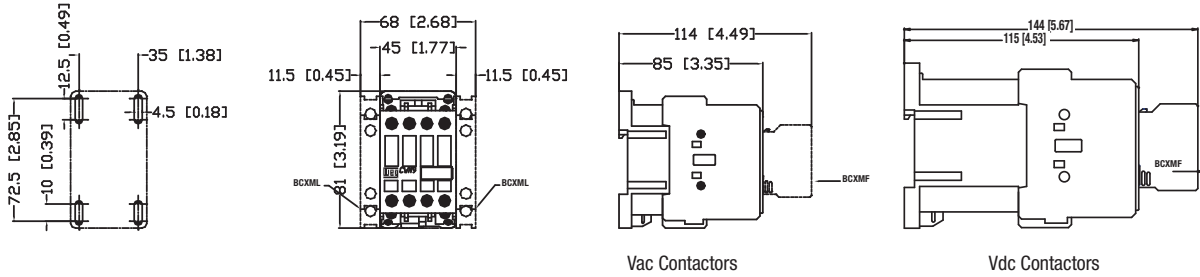 12.5 [0.49]
35 [1.38]
4.5 [0.18]
72.5 [2.85]
10 [0.39]
68 [2.68]
45 [1.77]
11.5 [0.45]
11.5 [0.45]
81 [3.19]
BCXML
BCXML
114 [4.49]
85 [3.35]
BCXMF
Vac Contactors
144 [5.67]
115 [4.53]
BCXMF
Vdc Contactors